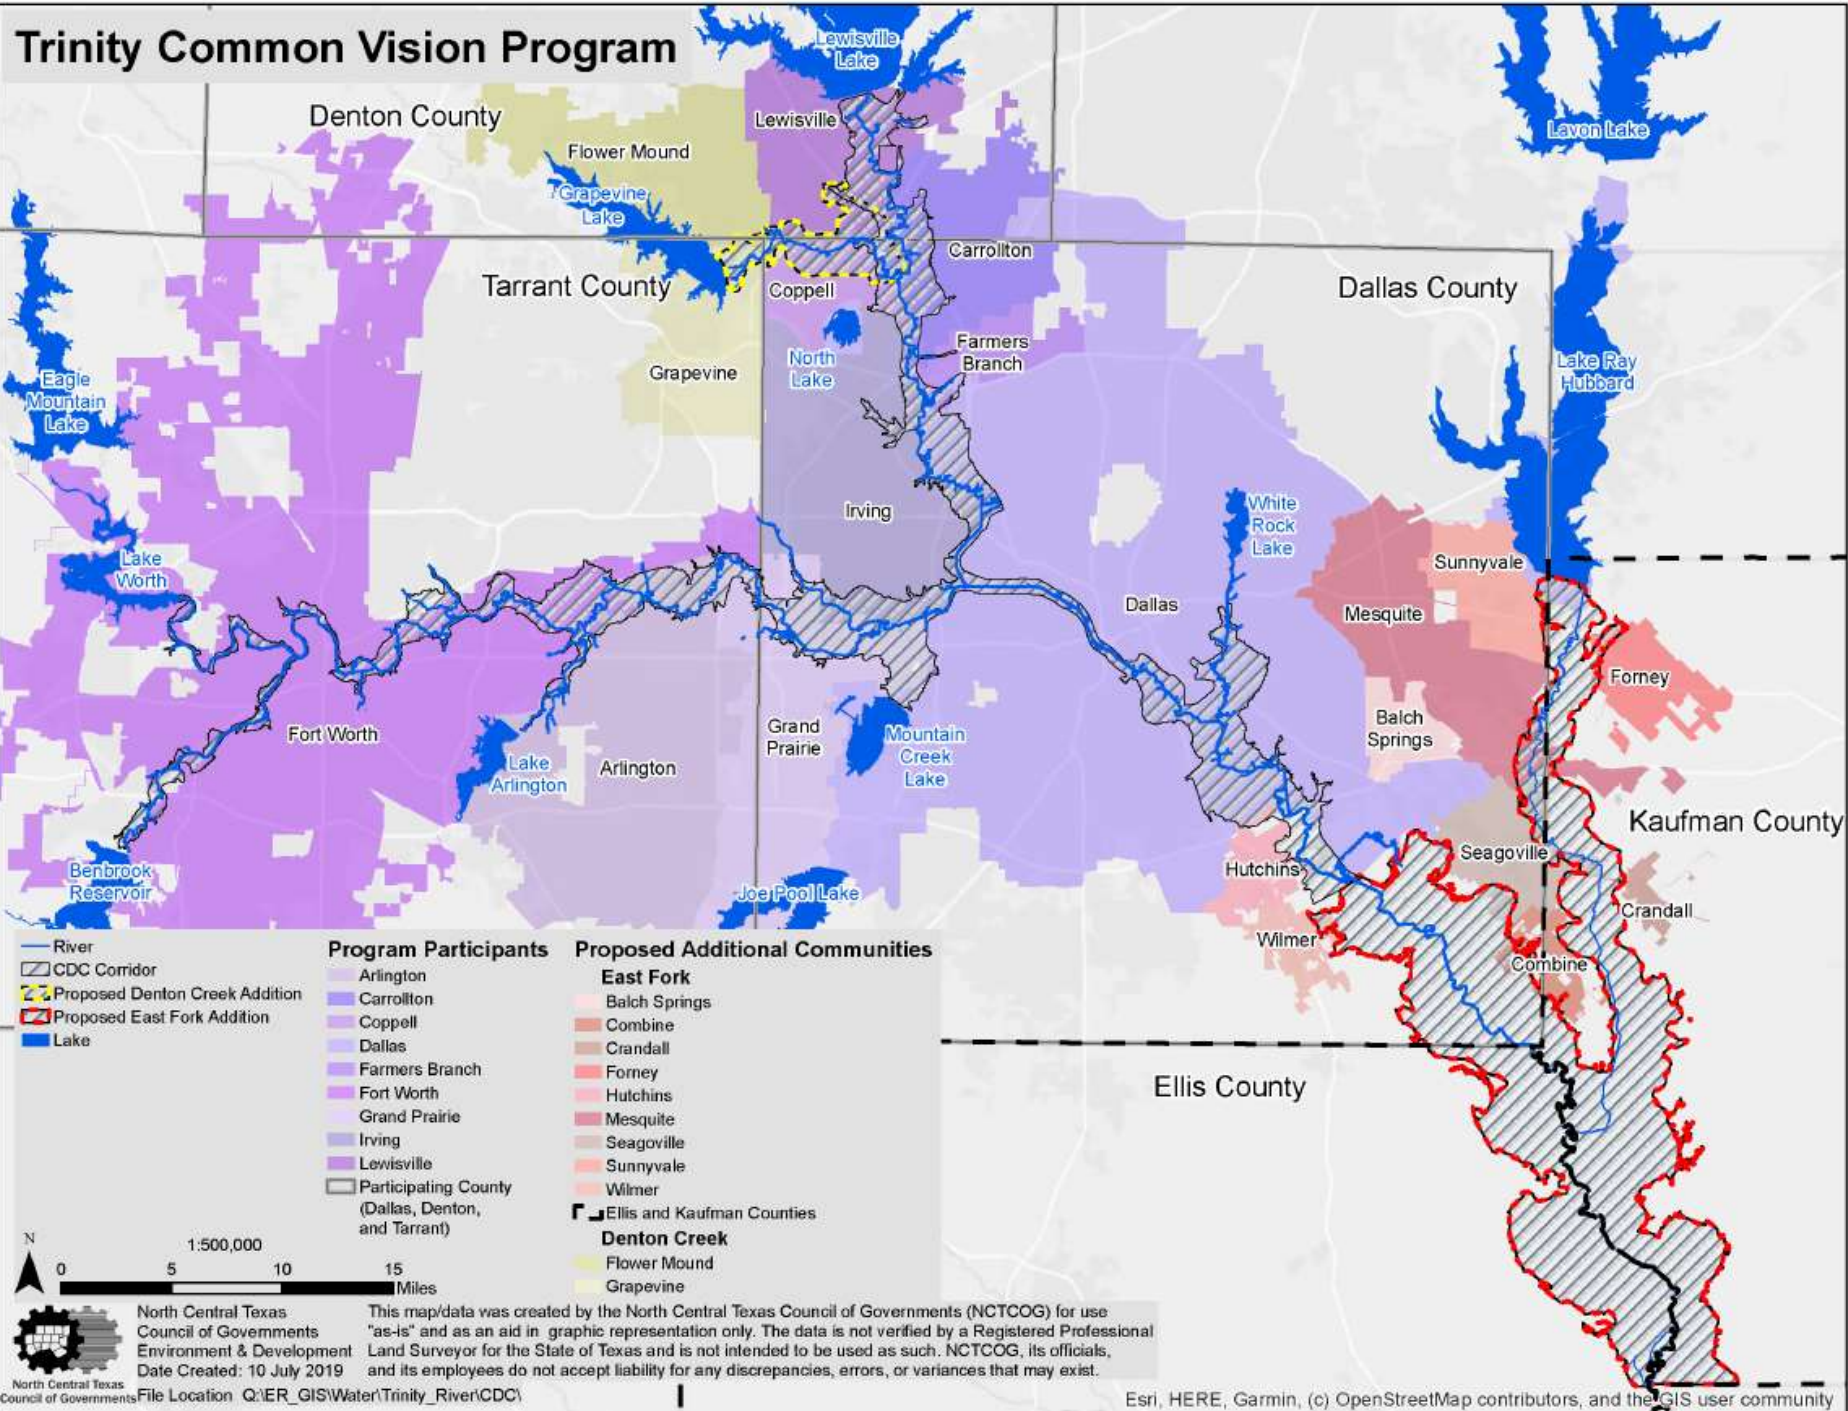 Trinity Common Vision Program
Lewisville
Lake
Denton County
Lewisville
Lavon Lake
Flower Mound
Grapevine
Lake
Carrollton
Tarrant County
Coppell
Dallas County
Farmers
Branch
North
Lake
Grapevine
Lake Ray
Hubbard
Eagle
Mountain
Lake
Irving
White
Rock
Lake
Lake
Worth
Sunnyvale
Dallas
Mesquite
Forney
Fort Worth
Grand
Prairie
Mountain
Creek
Lake
Balch
Springs
Lake
Arlington
Arlington
Kaufman County
Benbrook
Reservoir
Joe Pool Lake
Hutchins
Seagoville
Crandall
Wilmer
Combine
Ellis County
River
CDC Corridor
Proposed Denton Creek Addition
Proposed East Fork Addition
Lake
Program Participants
Arlington
Carrollton
Coppell
Dallas
Farmers Branch
Fort Worth
Grand Prairie
Irving
Lewisville
Participating County
(Dallas, Denton,
and Tarrant)
Proposed Additional Communities
East Fork
Balch Springs
Combine
Crandall
Forney
Hutchins
Mesquite
Seagoville
Sunnyvale
Wilmer
Ellis and Kaufman Counties
Denton Creek
Flower Mound
Grapevine
N
1:500,000
0 5 10 15
Miles
North Central Texas
Council of Governments
Environment & Development
Date Created: 10 July 2019
File Location Q:\ER_GIS\Water\Trinity_River\CDC\
North Central Texas
Council of Governments
This map/data was created by the North Central Texas Council of Governments (NCTCOG) for use
"as-is" and as an aid in graphic representation only. The data is not verified by a Registered Professional
Land Surveyor for the State of Texas and is not intended to be used as such. NCTCOG, its officials,
and its employees do not accept liability for any discrepancies, errors, or variances that may exist.
Esri, HERE, Garmin, (c) OpenStreetMap contributors, and the GIS user community